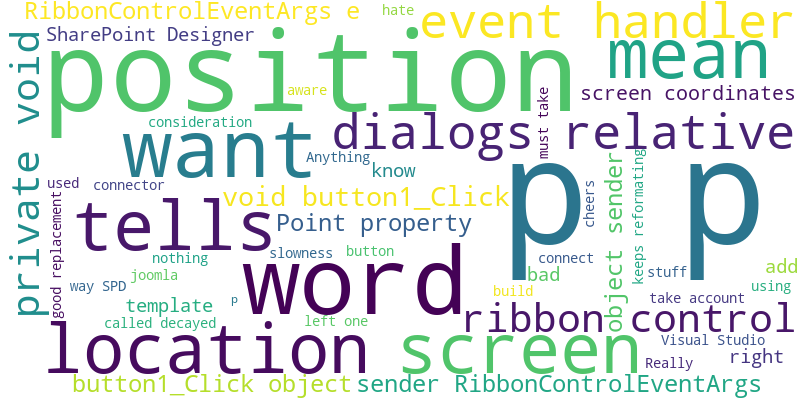 RibbonControlEventArgs e
hate
event handler
SharePoint Designer
position
mean
private void
aware
screen coordinates
must take
consideration
want
dialogs relative
Anything
know
p p
used
connector
void button1_Click
object sender
keeps reformating
cheers
good replacement
tells
Point property
nothing
slowness
button
connect
bad
stuff
add
joomla
way SPD
word
build
using
template
p
take account
called decayed
left one
ribbon control
location
screen
Visual Studio
Really
right
button1_Click object
sender RibbonControlEventArgs